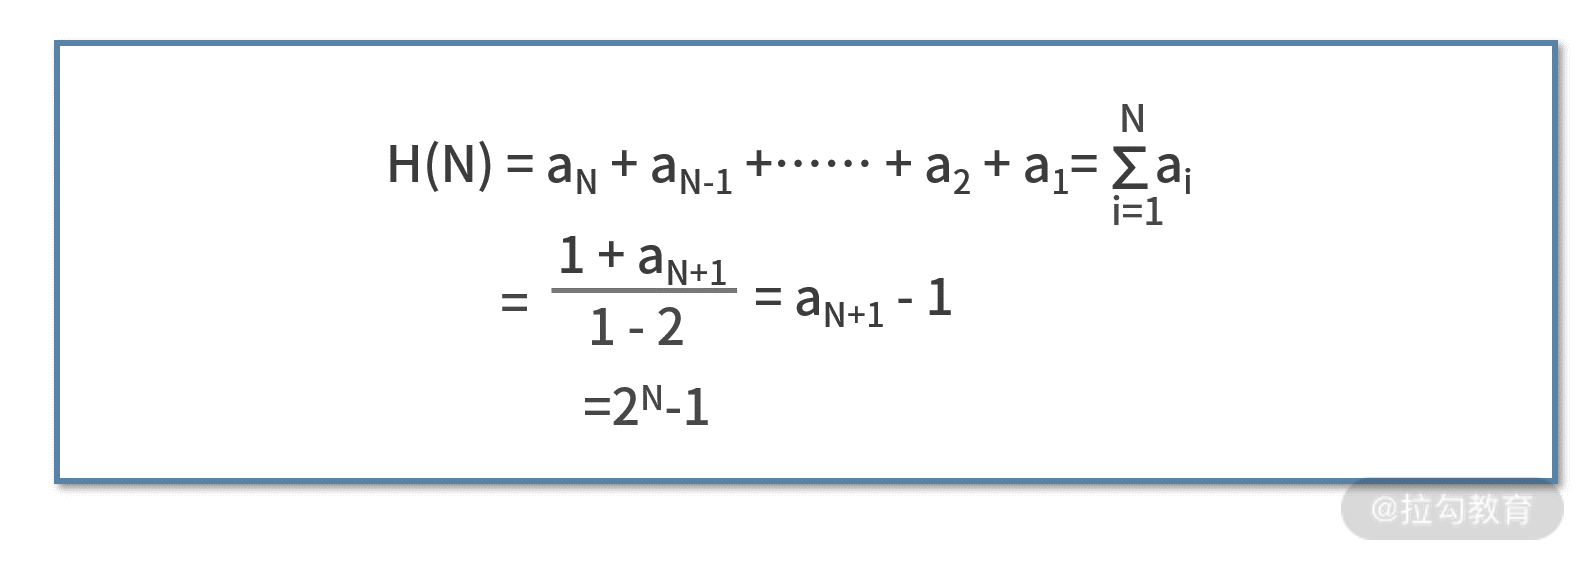 H(N) = aN + aN-1 +⋯⋯ + a2 + a1= N∑i=1 ai
= 1 + aN+1 / 1 - 2 = aN+1 - 1
=2^N-1
@拉勾教育